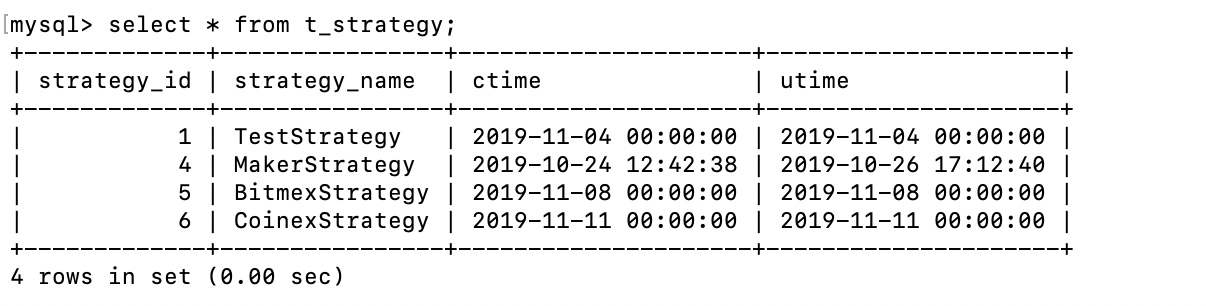 mysql> select * from t_strategy;
+-------------+----------------+---------------------+---------------------+
| strategy_id | strategy_name  | ctime               | utime               |
+-------------+----------------+---------------------+---------------------+
|           1 | TestStrategy   | 2019-11-04 00:00:00 | 2019-11-04 00:00:00 |
|           4 | MakerStrategy  | 2019-10-24 12:42:38 | 2019-10-26 17:12:40 |
|           5 | BitmexStrategy | 2019-11-08 00:00:00 | 2019-11-08 00:00:00 |
|           6 | CoinexStrategy | 2019-11-11 00:00:00 | 2019-11-11 00:00:00 |
+-------------+----------------+---------------------+---------------------+
4 rows in set (0.00 sec)